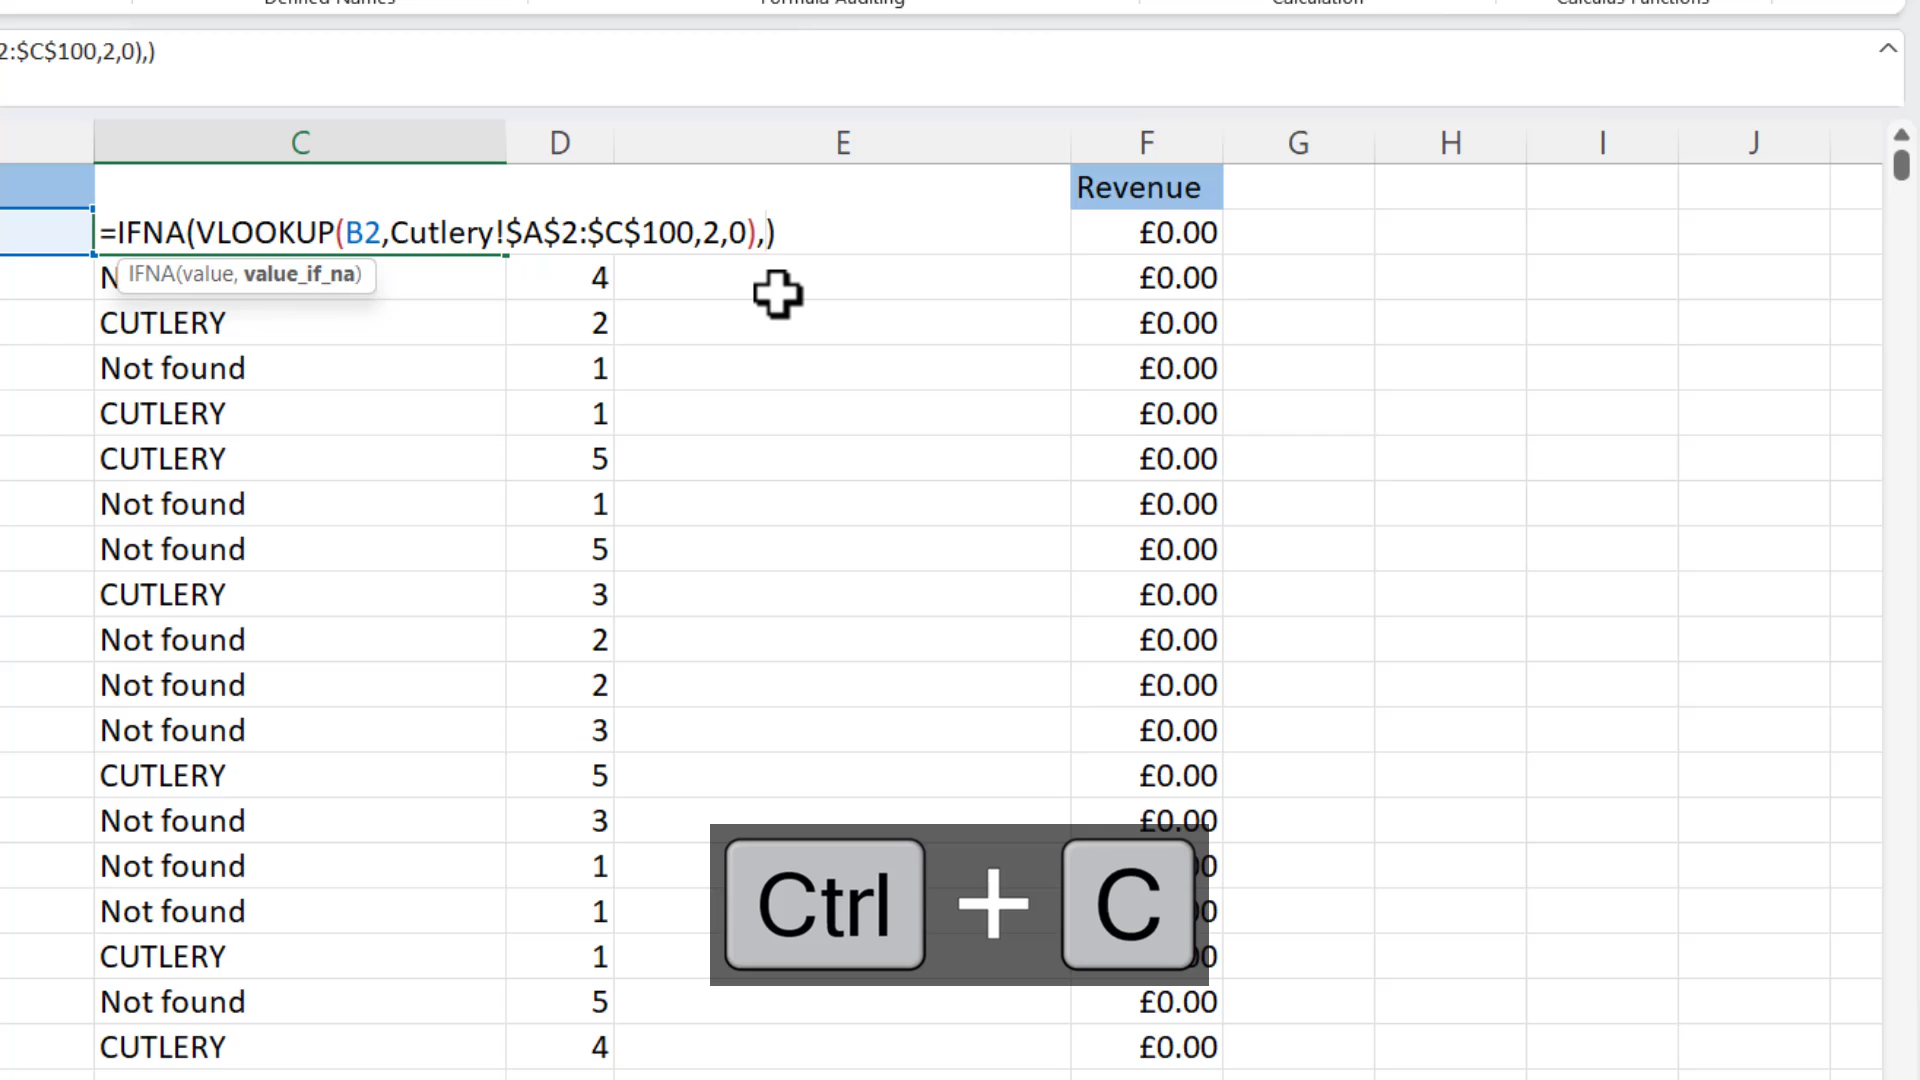 Defined Names Formula Auditing Calculation Calculus Functions
2:$C$100,2,0),)
C D E F G H I J
Revenue
=IFNA(VLOOKUP(B2,Cutlery!$A$2:$C$100,2,0),) £0.00
IFNA(value, value_if_na)
N 4 £0.00
CUTLERY 2 £0.00
Not found 1 £0.00
CUTLERY 1 £0.00
CUTLERY 5 £0.00
Not found 1 £0.00
Not found 5 £0.00
CUTLERY 3 £0.00
Not found 2 £0.00
Not found 2 £0.00
Not found 3 £0.00
CUTLERY 5 £0.00
Not found 3 £0.00
Not found 1 0
Not found 1 0
CUTLERY 1 0
Ctrl + C
Not found 5 £0.00
CUTLERY 4 £0.00